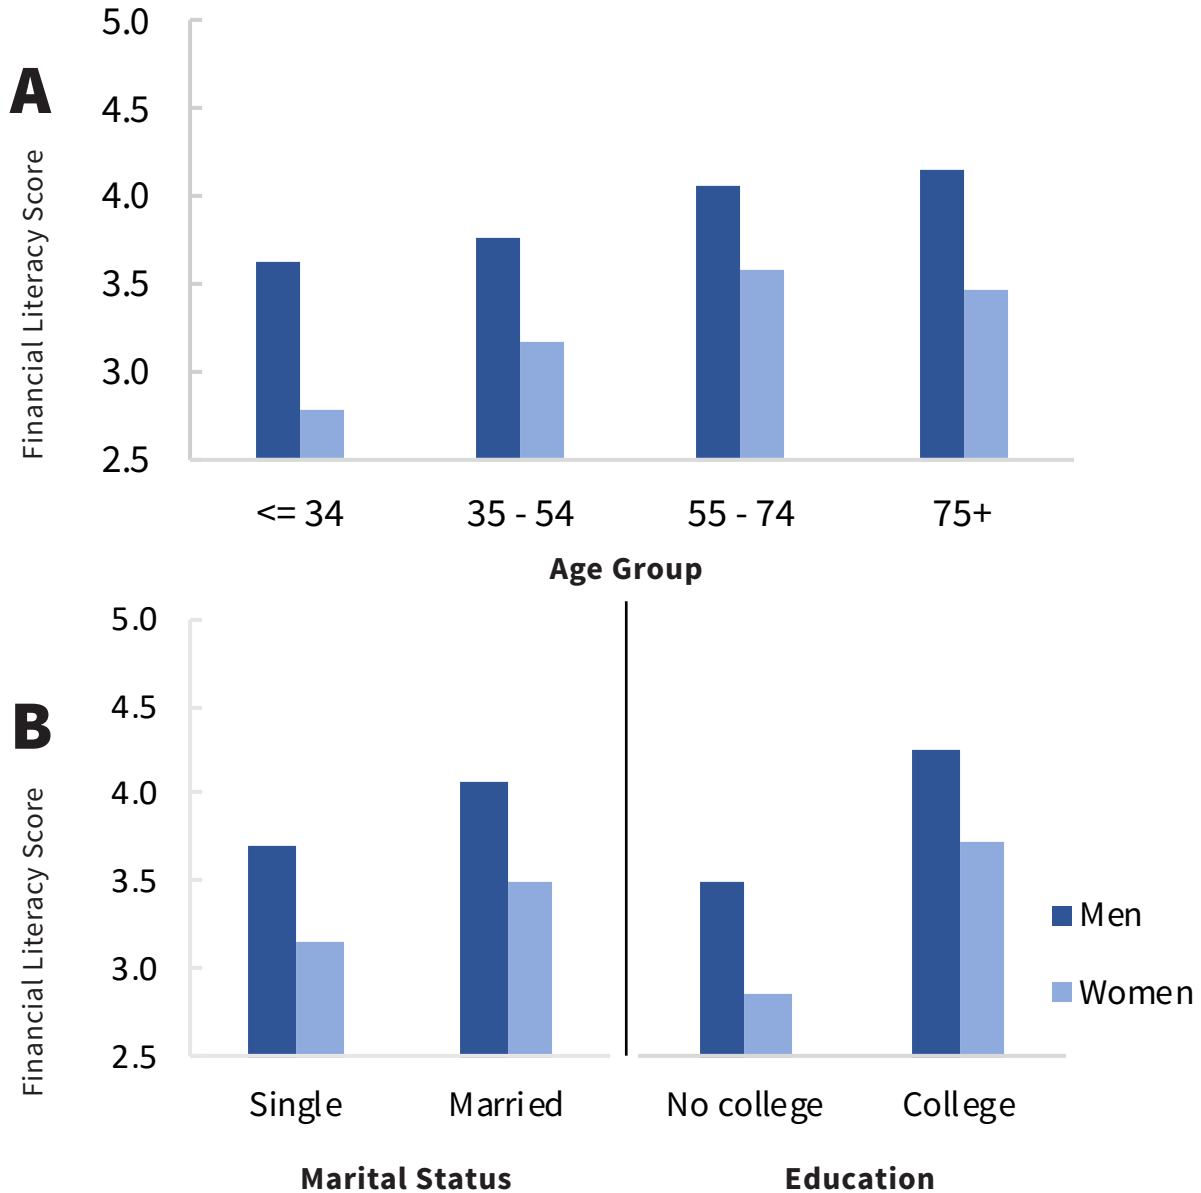 A
Financial Literacy Score
5.0
4.5
4.0
3.5
3.0
2.5
<= 34
35 - 54
55 - 74
75+
Age Group
B
Financial Literacy Score
5.0
4.5
4.0
3.5
3.0
2.5
Single
Married
No college
College
Marital Status
Education
Men
Women